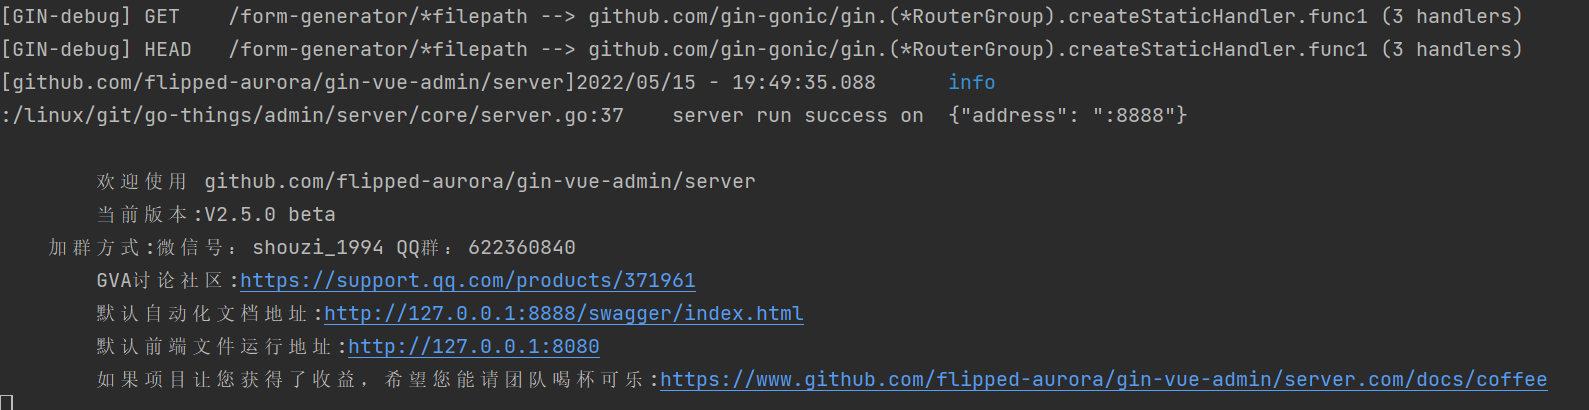 [GIN-debug] GET    /form-generator/*filepath --> github.com/gin-gonic/gin.(*RouterGroup).createStaticHandler.func1 (3 handlers)
[GIN-debug] HEAD   /form-generator/*filepath --> github.com/gin-gonic/gin.(*RouterGroup).createStaticHandler.func1 (3 handlers)
[github.com/flipped-aurora/gin-vue-admin/server]2022/05/15 - 19:49:35.088      info
:/linux/git/go-things/admin/server/core/server.go:37    server run success on  {"address": ":8888"}
欢迎使用 github.com/flipped-aurora/gin-vue-admin/server
当前版本:V2.5.0 beta
加群方式:微信号：shouzi_1994 QQ群：622360840
GVA讨论社区:https://support.qq.com/products/371961
默认自动化文档地址:http://127.0.0.1:8888/swagger/index.html
默认前端文件运行地址:http://127.0.0.1:8080
如果项目让您获得了收益，希望您能请团队喝杯可乐:https://www.github.com/flipped-aurora/gin-vue-admin/server.com/docs/coffee